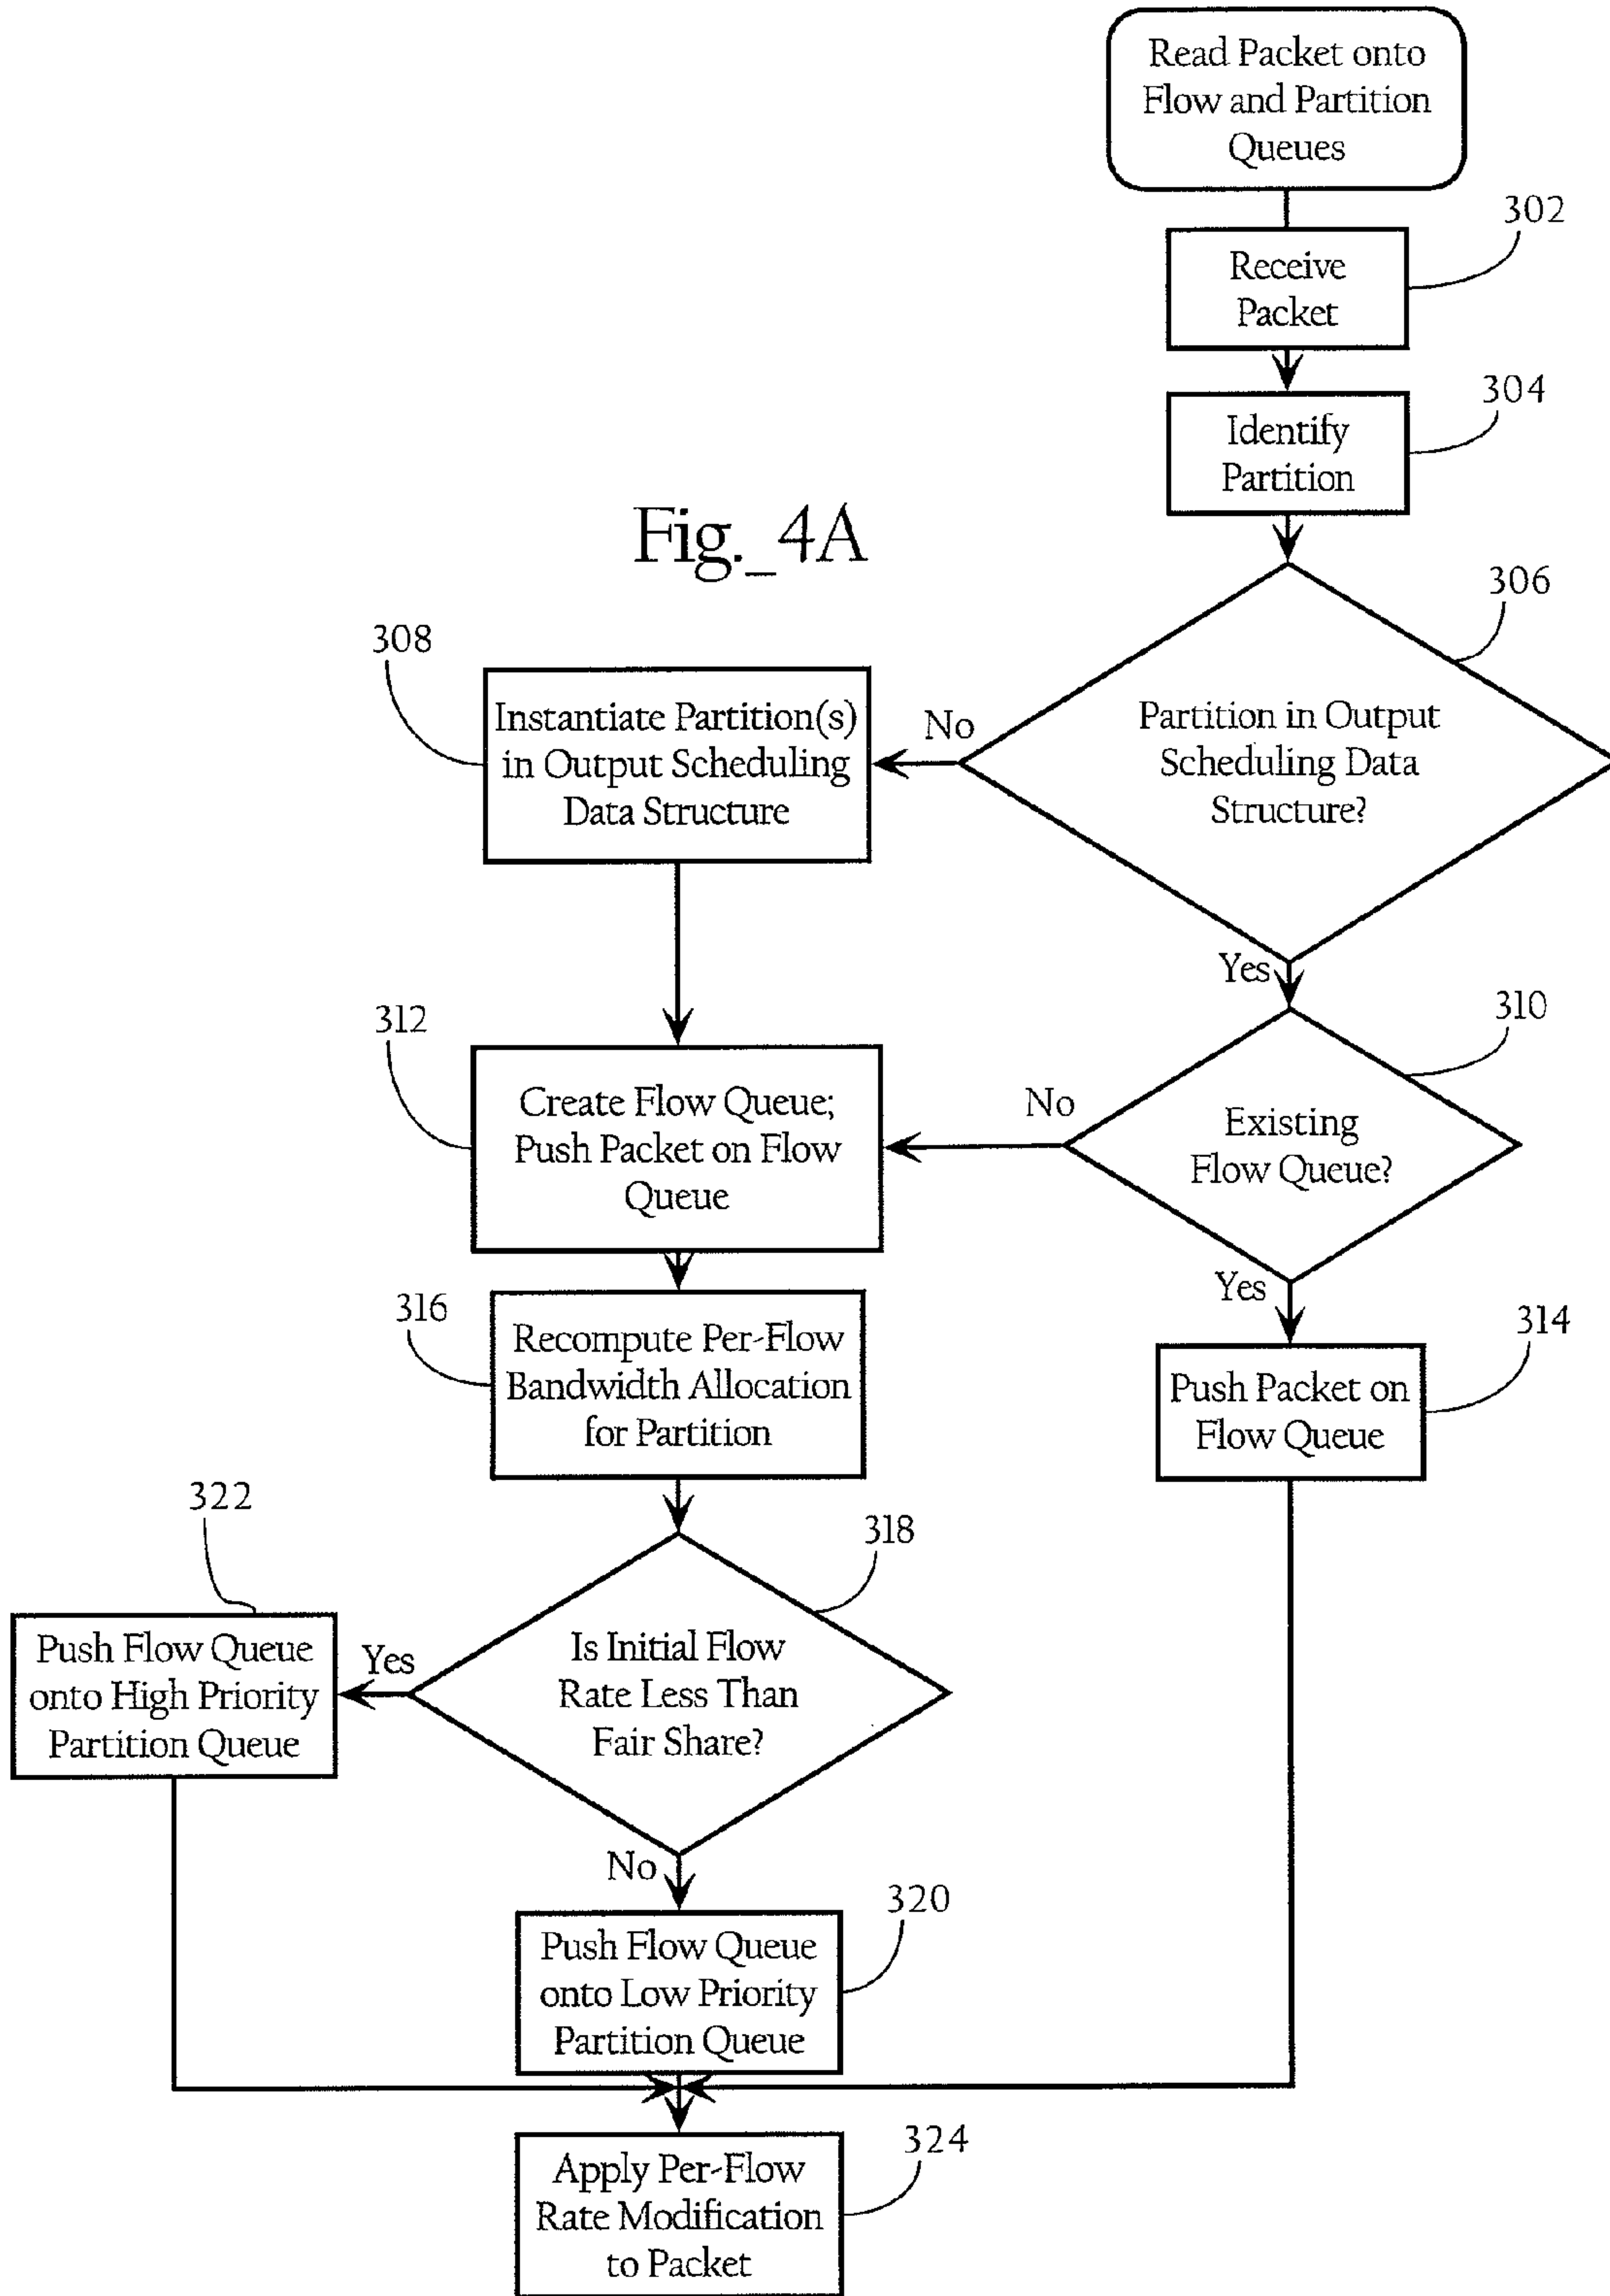 Read Packet onto
Flow and Partition
Queues
302
Receive
Packet
304
Identify
Partition
Fig._4A
306
308
Instantiate Partition(s)
in Output Scheduling
Data Structure
No
Partition in Output
Scheduling Data
Structure?
Yes
310
312
Create Flow Queue;
Push Packet on Flow
Queue
No
Existing
Flow Queue?
Yes
314
316
Recompute Per-Flow
Bandwidth Allocation
for Partition
Push Packet on
Flow Queue
322
318
Push Flow Queue
onto High Priority
Partition Queue
Yes
Is Initial Flow
Rate Less Than
Fair Share?
No
320
Push Flow Queue
onto Low Priority
Partition Queue
324
Apply Per-Flow
Rate Modification
to Packet